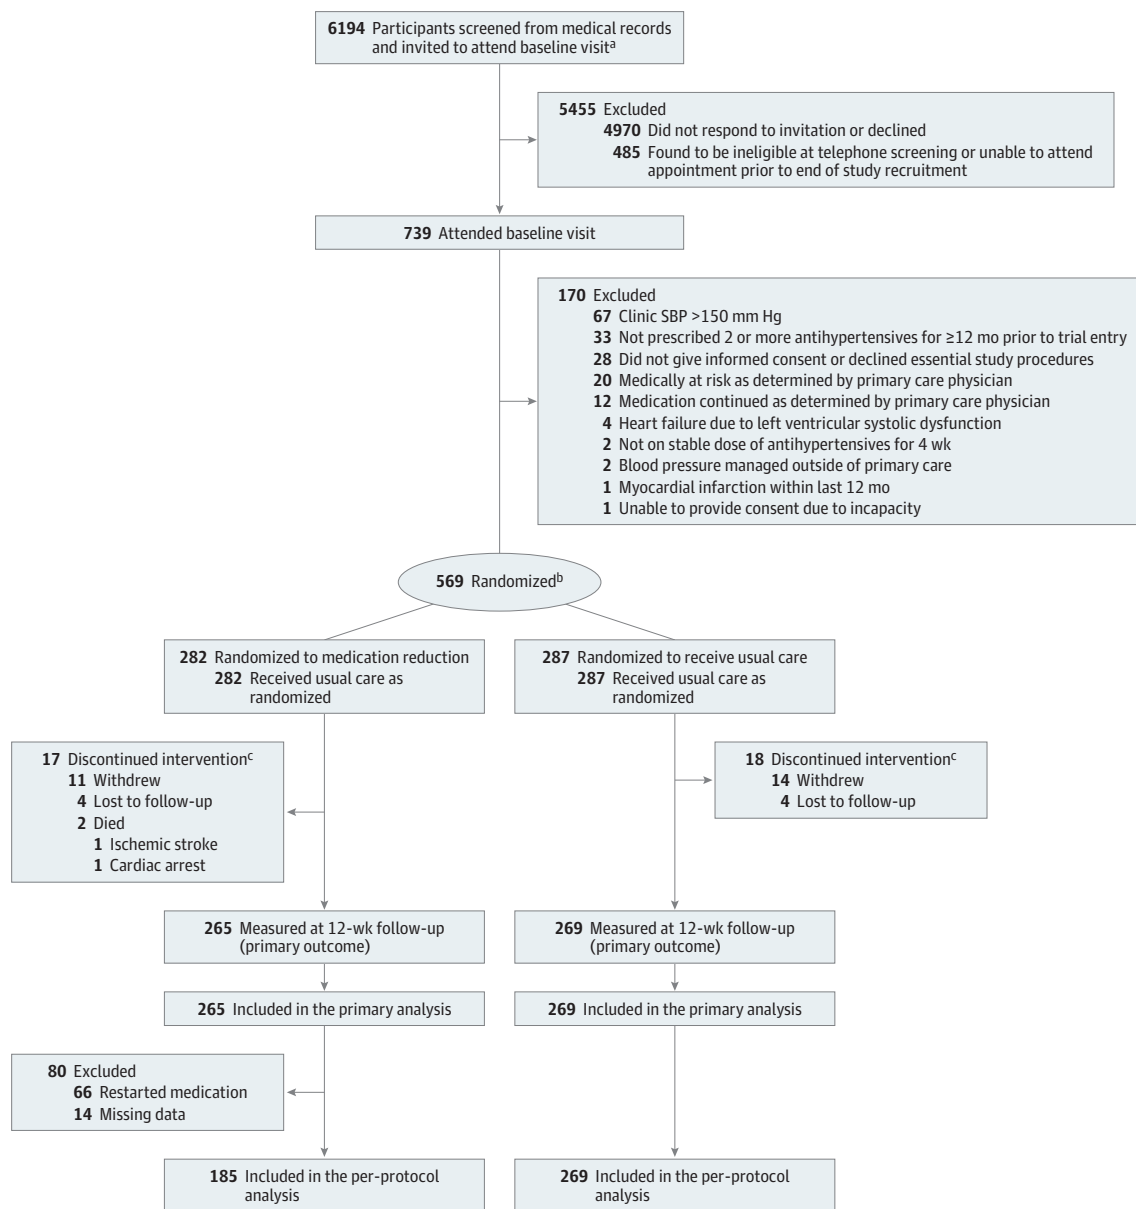 6194 Participants screened from medical records
and invited to attend baseline visitᵃ
5455 Excluded
4970 Did not respond to invitation or declined
485 Found to be ineligible at telephone screening or unable to attend
appointment prior to end of study recruitment
739 Attended baseline visit
170 Excluded
67 Clinic SBP >150 mm Hg
33 Not prescribed 2 or more antihypertensives for ≥12 mo prior to trial entry
28 Did not give informed consent or declined essential study procedures
20 Medically at risk as determined by primary care physician
12 Medication continued as determined by primary care physician
4 Heart failure due to left ventricular systolic dysfunction
2 Not on stable dose of antihypertensives for 4 wk
2 Blood pressure managed outside of primary care
1 Myocardial infarction within last 12 mo
1 Unable to provide consent due to incapacity
569 Randomizedᵇ
282 Randomized to medication reduction
282 Received usual care as
randomized
287 Randomized to receive usual care
287 Received usual care as
randomized
17 Discontinued interventionᶜ
11 Withdrew
4 Lost to follow-up
2 Died
1 Ischemic stroke
1 Cardiac arrest
18 Discontinued interventionᶜ
14 Withdrew
4 Lost to follow-up
265 Measured at 12-wk follow-up
(primary outcome)
269 Measured at 12-wk follow-up
(primary outcome)
265 Included in the primary analysis
269 Included in the primary analysis
80 Excluded
66 Restarted medication
14 Missing data
185 Included in the per-protocol
analysis
269 Included in the per-protocol
analysis